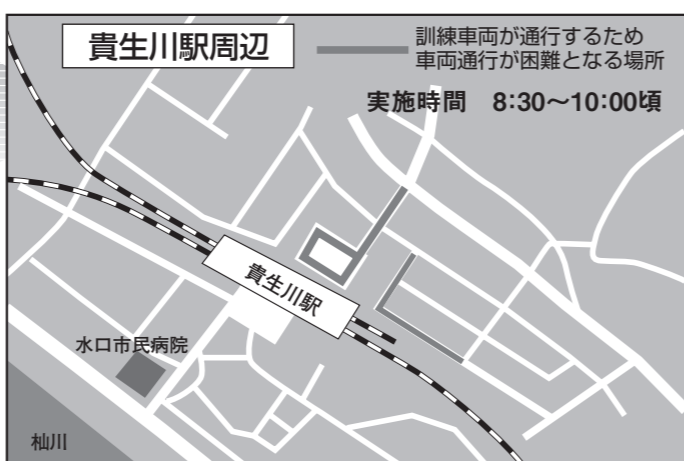 貴生川駅周辺
訓練車両が通行するため
車両通行が困難となる場所
実施時間 8:30〜10:00頃
貴生川駅
水口市民病院
杣川